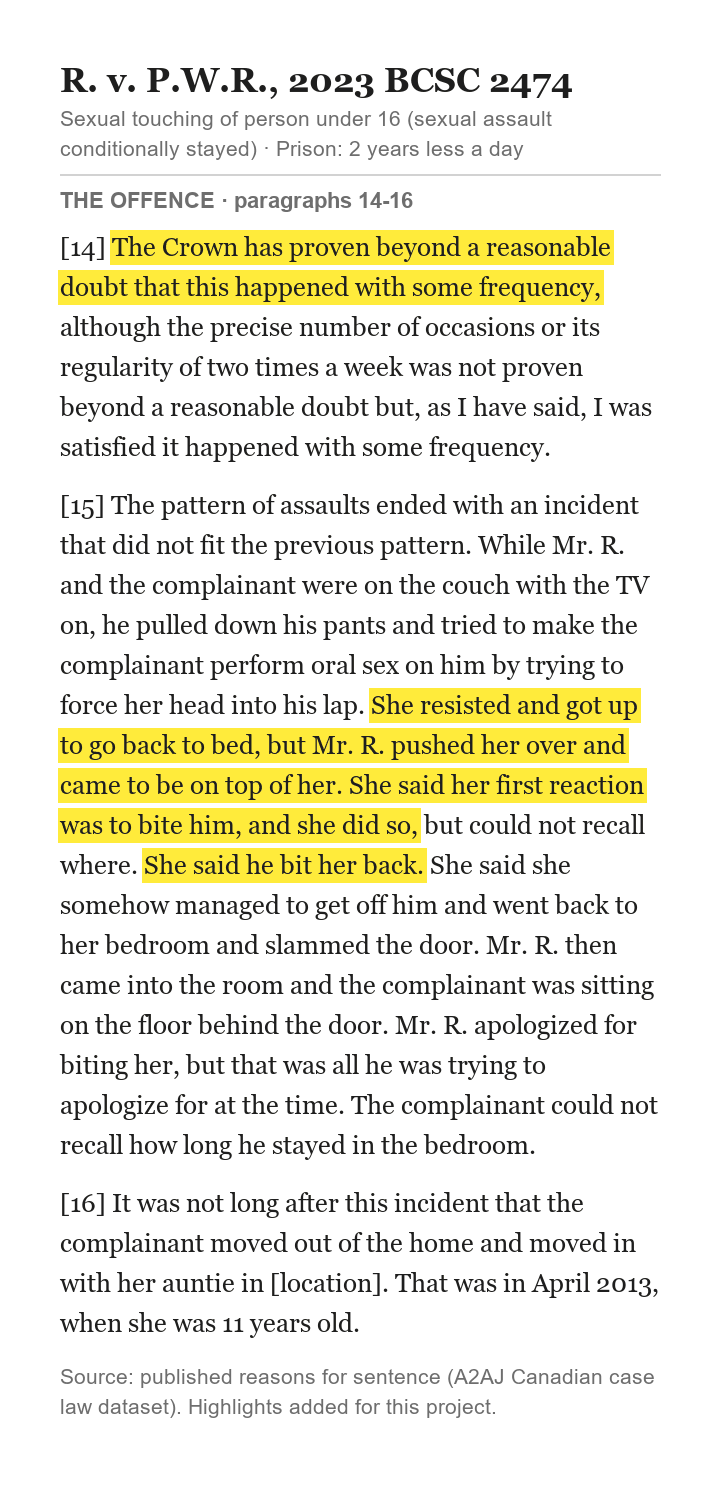 R. v. P.W.R., 2023 BCSC 2474
Sexual touching of person under 16 (sexual assault
conditionally stayed) · Prison: 2 years less a day
THE OFFENCE · paragraphs 14-16
[14] The Crown has proven beyond a reasonable
doubt that this happened with some frequency,
although the precise number of occasions or its
regularity of two times a week was not proven
beyond a reasonable doubt but, as I have said, I was
satisfied it happened with some frequency.
[15] The pattern of assaults ended with an incident
that did not fit the previous pattern. While Mr. R.
and the complainant were on the couch with the TV
on, he pulled down his pants and tried to make the
complainant perform oral sex on him by trying to
force her head into his lap. She resisted and got up
to go back to bed, but Mr. R. pushed her over and
came to be on top of her. She said her first reaction
was to bite him, and she did so, but could not recall
where. She said he bit her back. She said she
somehow managed to get off him and went back to
her bedroom and slammed the door. Mr. R. then
came into the room and the complainant was sitting
on the floor behind the door. Mr. R. apologized for
biting her, but that was all he was trying to
apologize for at the time. The complainant could not
recall how long he stayed in the bedroom.
[16] It was not long after this incident that the
complainant moved out of the home and moved in
with her auntie in [location]. That was in April 2013,
when she was 11 years old.
Source: published reasons for sentence (A2AJ Canadian case
law dataset). Highlights added for this project.